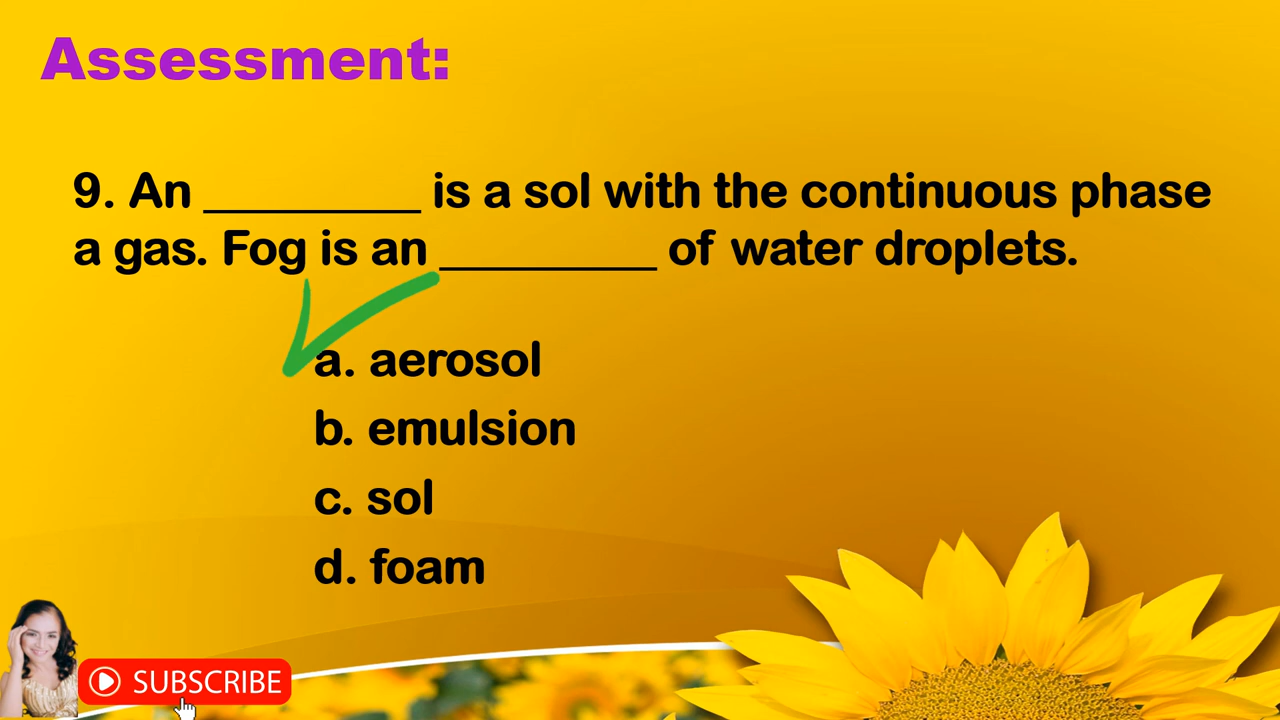 Assessment:
9. An _________ is a sol with the continuous phase
a gas. Fog is an _________ of water droplets.
a. aerosol
b. emulsion
c. sol
d. foam
SUBSCRIBE